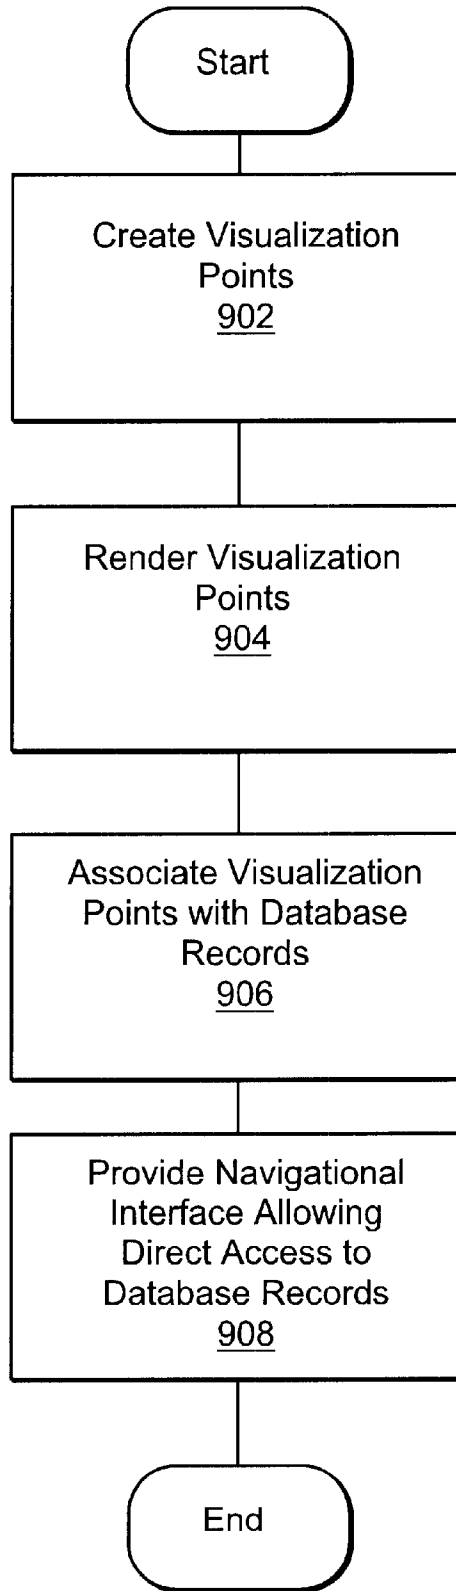 Start
Create Visualization
Points
902
Render Visualization
Points
904
Associate Visualization
Points with Database
Records
906
Provide Navigational
Interface Allowing
Direct Access to
Database Records
908
End